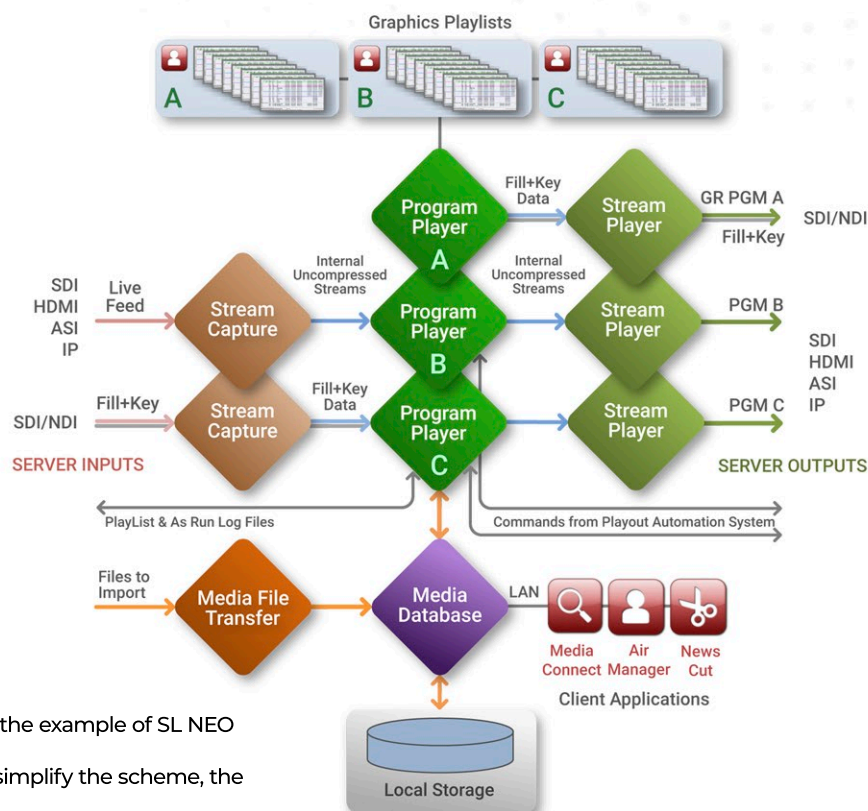 Graphics Playlists
A
B
C
Program
Player
A
Fill+Key
Data
Stream
Player
GR PGM A
Fill+Key
SDI/NDI
SDI
HDMI
ASI
IP
Live
Feed
Stream
Capture
Internal
Uncompressed
Streams
Program
Player
B
Internal
Uncompressed
Streams
Stream
Player
PGM B
SDI
HDMI
ASI
IP
SDI/NDI
Fill+Key
Stream
Capture
Fill+Key
Data
Program
Player
C
Stream
Player
PGM C
SERVER INPUTS
SERVER OUTPUTS
PlayList & As Run Log Files
Commands from Playout Automation System
Files to
Import
Media File
Transfer
Media
Database
LAN
Media
Connect
Air
Manager
News
Cut
Client Applications
the example of SL NEO
simplify the scheme, the
Local Storage